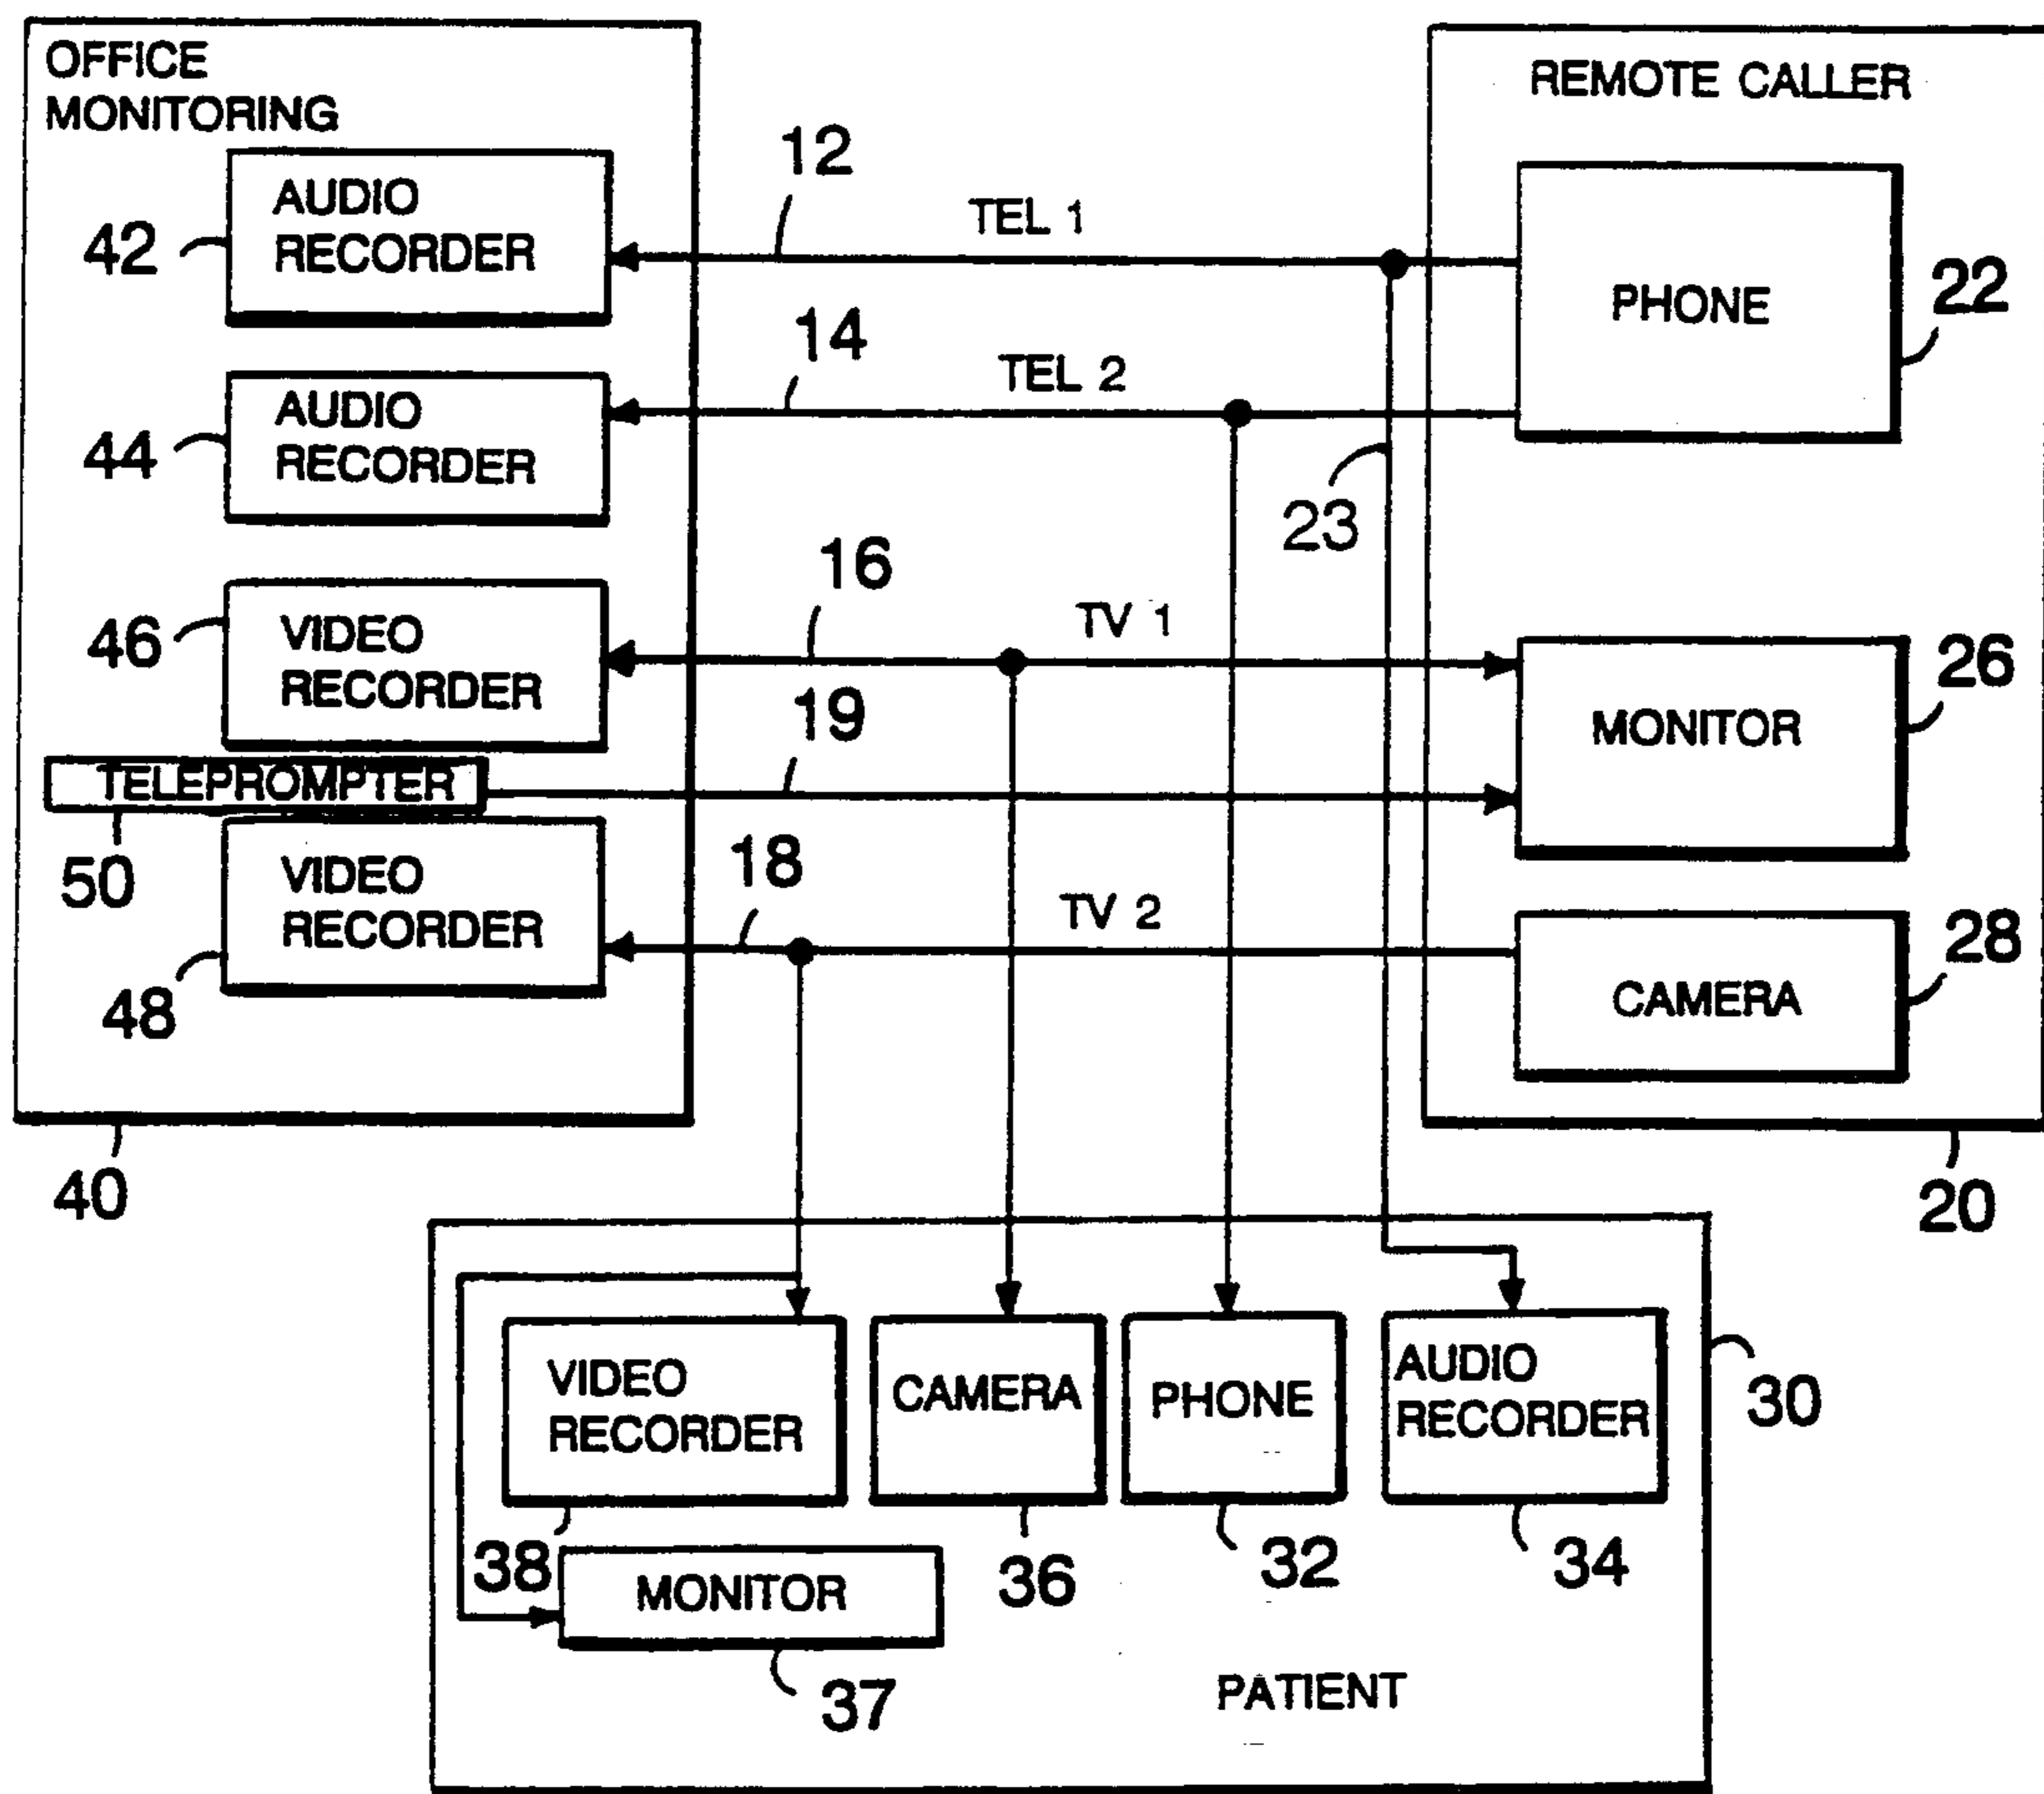 OFFICE
MONITORING
REMOTE CALLER
AUDIO
RECORDER
42
12
TEL 1
PHONE
22
AUDIO
RECORDER
44
14
TEL 2
23
VIDEO
RECORDER
46
16
TV 1
MONITOR
26
TELEPROMPTER
50
19
VIDEO
RECORDER
48
18
TV 2
CAMERA
28
40
20
VIDEO
RECORDER
38
CAMERA
36
PHONE
32
AUDIO
RECORDER
34
30
MONITOR
37
PATIENT